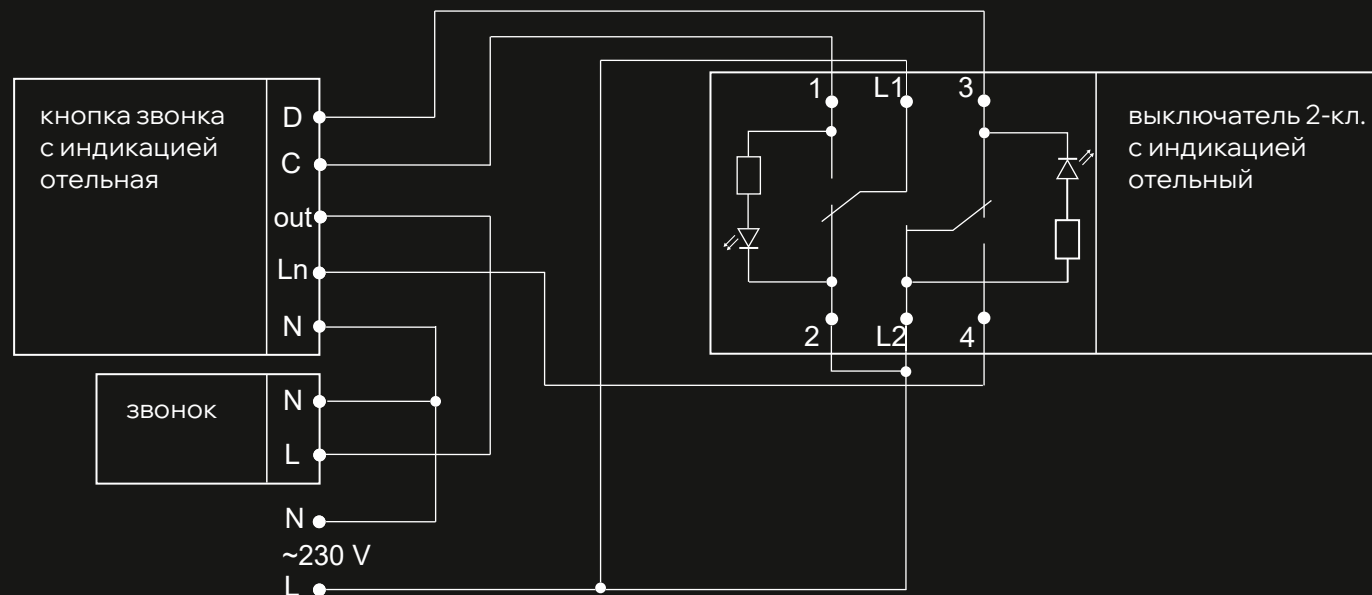 кнопка звонка
с индикацией
отельная
D
C
out
Ln
N
звонок
N
L
N
~230 V
L
1
L1
3
2
L2
4
выключатель 2-кл.
с индикацией
отельный